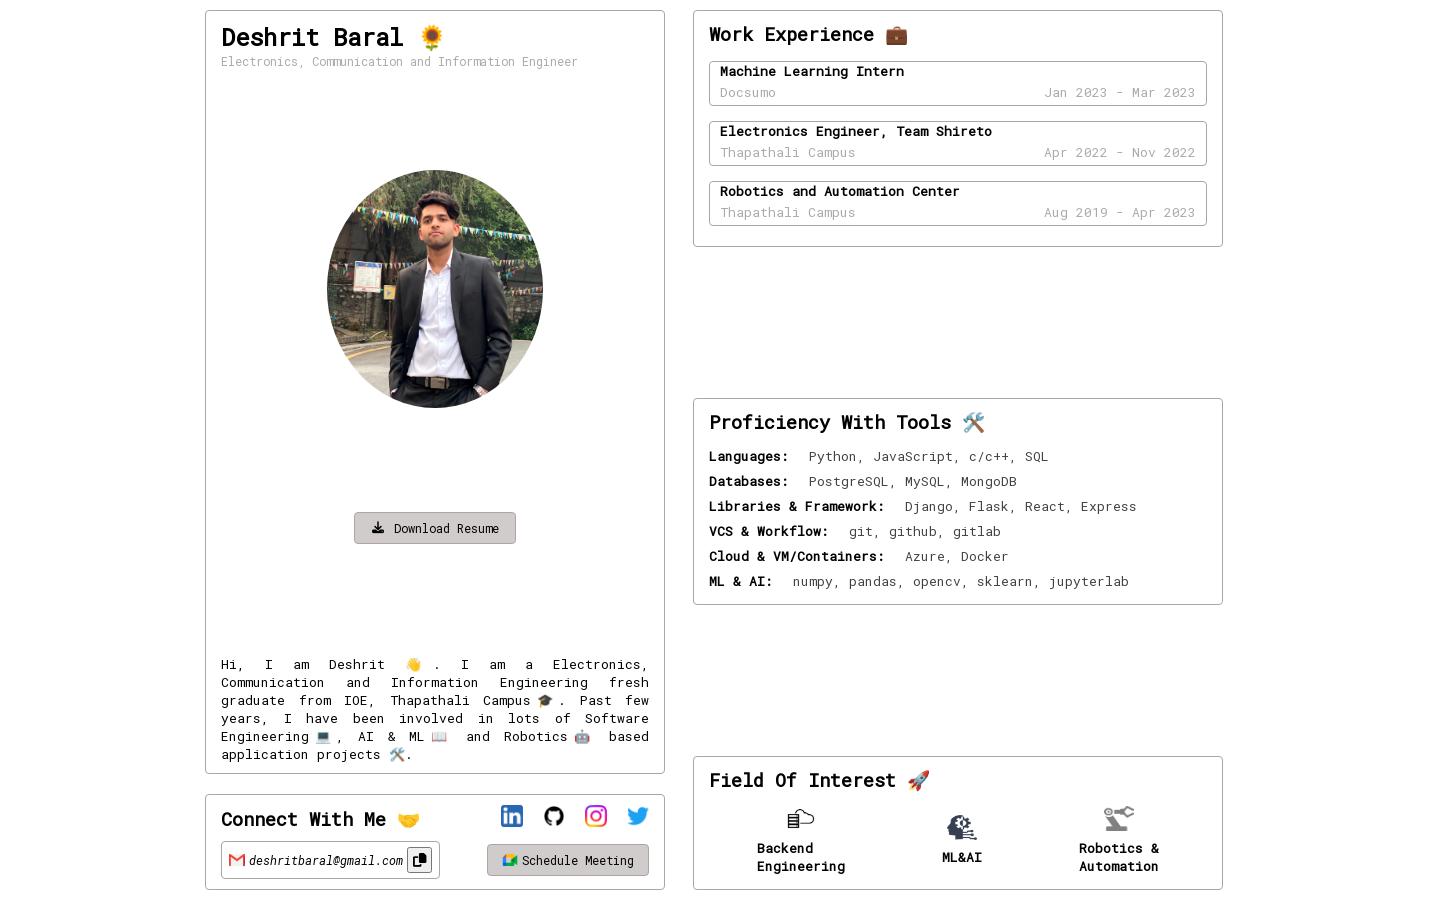 Deshrit Baral 🌻
Electronics, Communication and Information Engineer
Download Resume
Hi, I am Deshrit 👋 . I am a Electronics,
Communication and Information Engineering fresh
graduate from IOE, Thapathali Campus🎓. Past few
years, I have been involved in lots of Software
Engineering💻, AI & ML📖 and Robotics🤖 based
application projects 🛠️.
Connect With Me 🤝
deshritbaral@gmail.com
Schedule Meeting
Work Experience 💼
Machine Learning Intern
Docsumo Jan 2023 - Mar 2023
Electronics Engineer, Team Shireto
Thapathali Campus Apr 2022 - Nov 2022
Robotics and Automation Center
Thapathali Campus Aug 2019 - Apr 2023
Proficiency With Tools 🛠️
Languages: Python, JavaScript, c/c++, SQL
Databases: PostgreSQL, MySQL, MongoDB
Libraries & Framework: Django, Flask, React, Express
VCS & Workflow: git, github, gitlab
Cloud & VM/Containers: Azure, Docker
ML & AI: numpy, pandas, opencv, sklearn, jupyterlab
Field Of Interest 🚀
Backend
Engineering
ML&AI
Robotics &
Automation